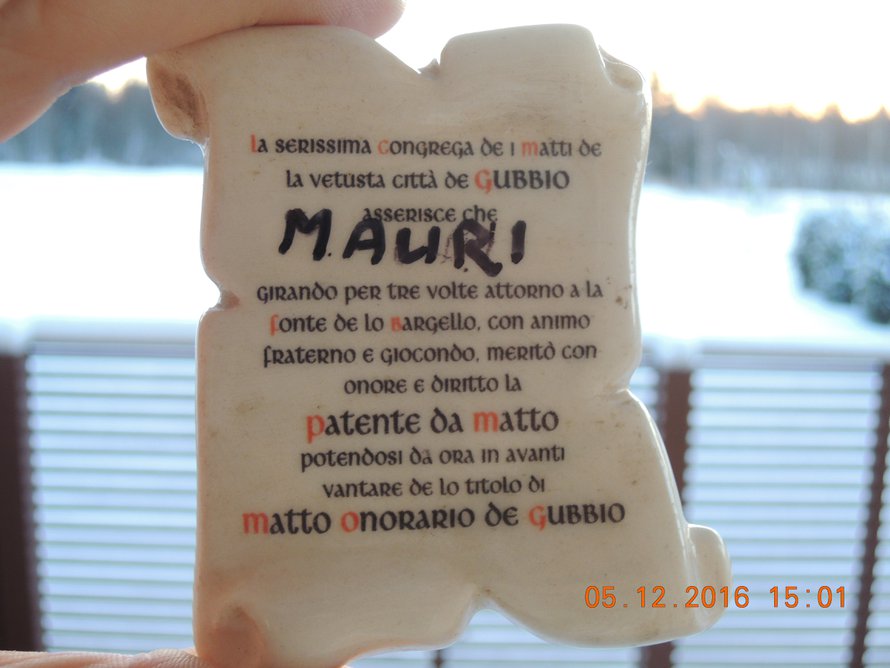 La serissima Congrega de i Matti de
la vetusta città de Gubbio
asserisce che
MAURI
girando per tre volte attorno a la
Fonte de lo Bargello, con animo
fraterno e giocondo, meritò con
onore e diritto la
Patente da Matto
potendosi da ora in avanti
vantare de lo titolo di
Matto Onorario de Gubbio
05.12.2016 15:01